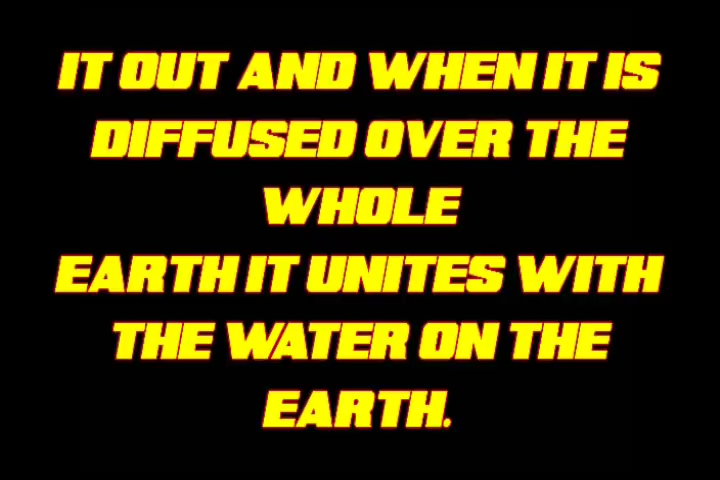 IT OUT AND WHEN IT IS
DIFFUSED OVER THE
WHOLE
EARTH IT UNITES WITH
THE WATER ON THE
EARTH.